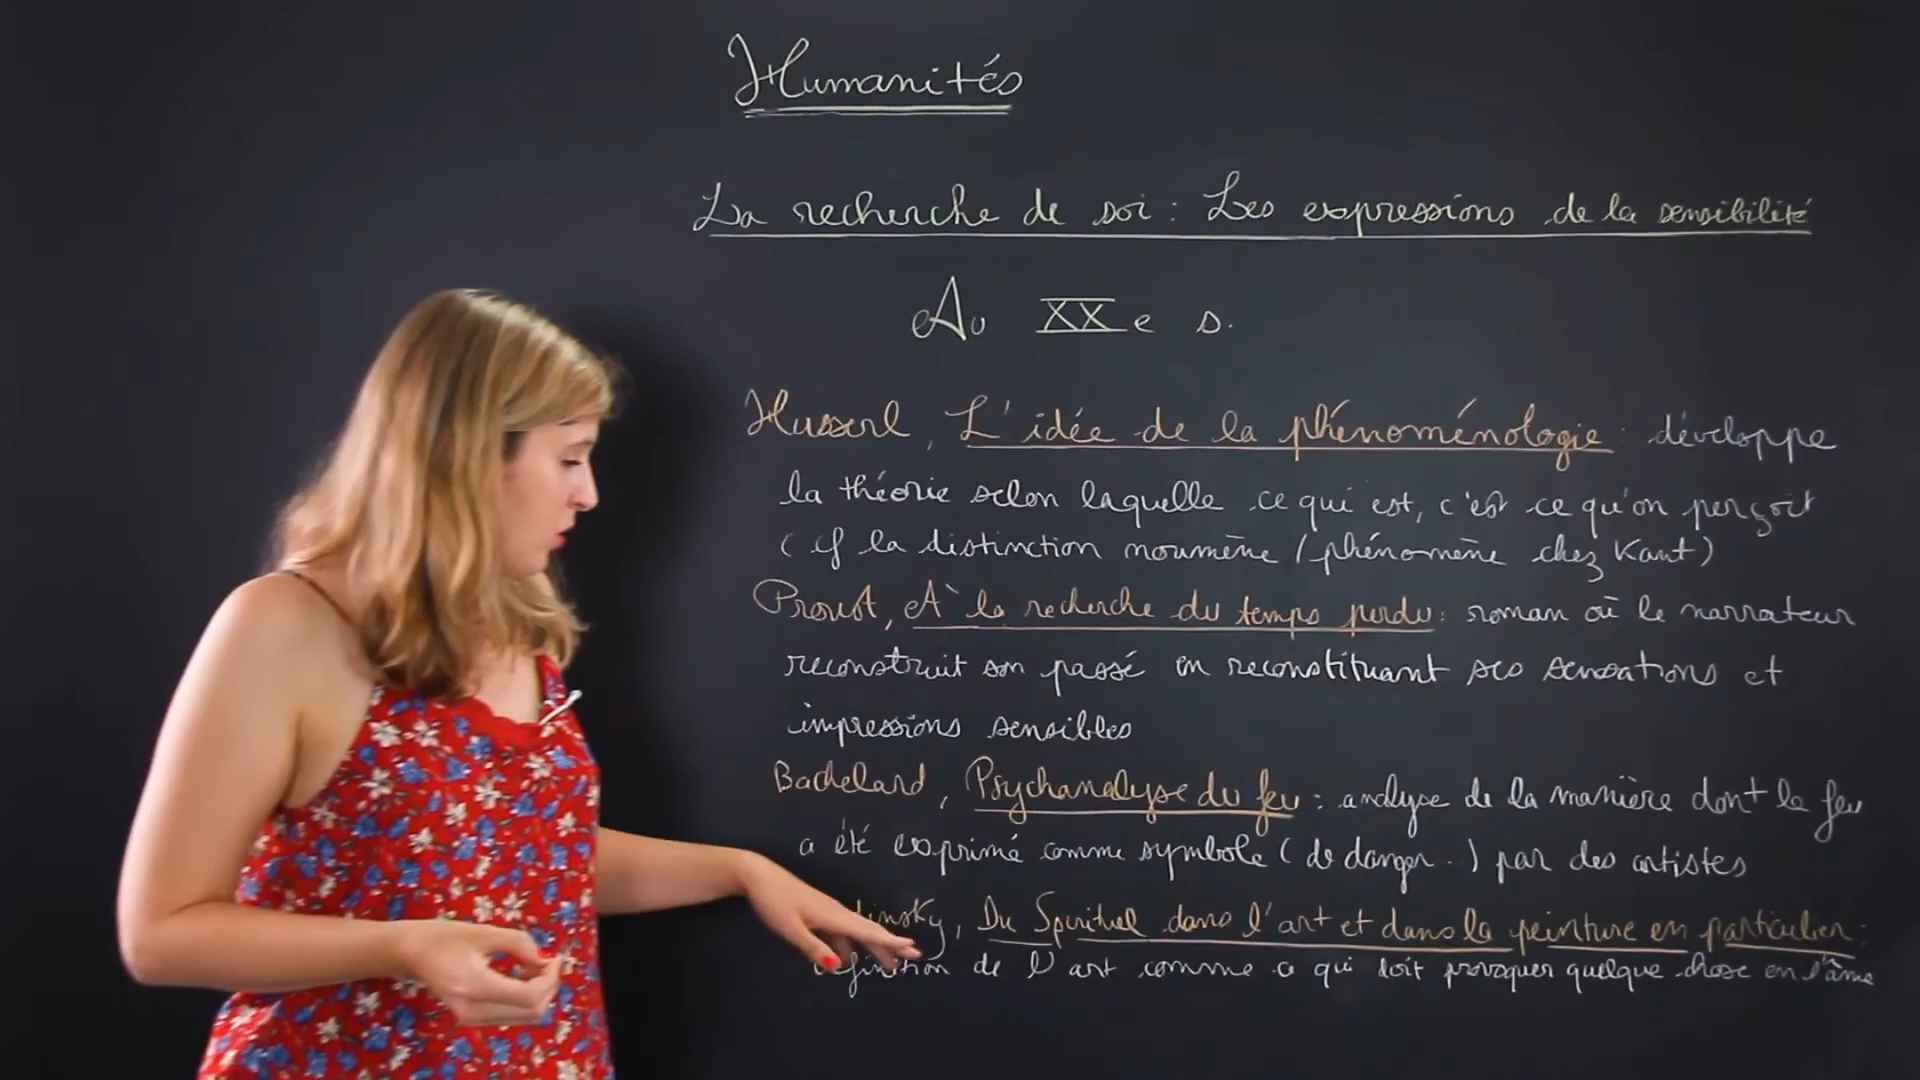 Humanités
La recherche de soi : Les expressions de la sensibilité
Au XXe s.
Husserl, L'idée de la phénoménologie : développe
la théorie selon laquelle ce qui est, c'est ce qu'on perçoit
(cf la distinction noumène / phénomène chez Kant)
Proust, A la recherche du temps perdu : roman où le narrateur
reconstruit son passé en reconstituant ses sensations et
impressions sensibles
Bachelard, Psychanalyse du feu : analyse de la manière dont le feu
a été exprimé comme symbole (de danger..) par des artistes
dinsky, Du Spirituel dans l'art et dans la peinture en particulier :
définition de l'art comme ce qui doit provoquer quelque chose en l'âme